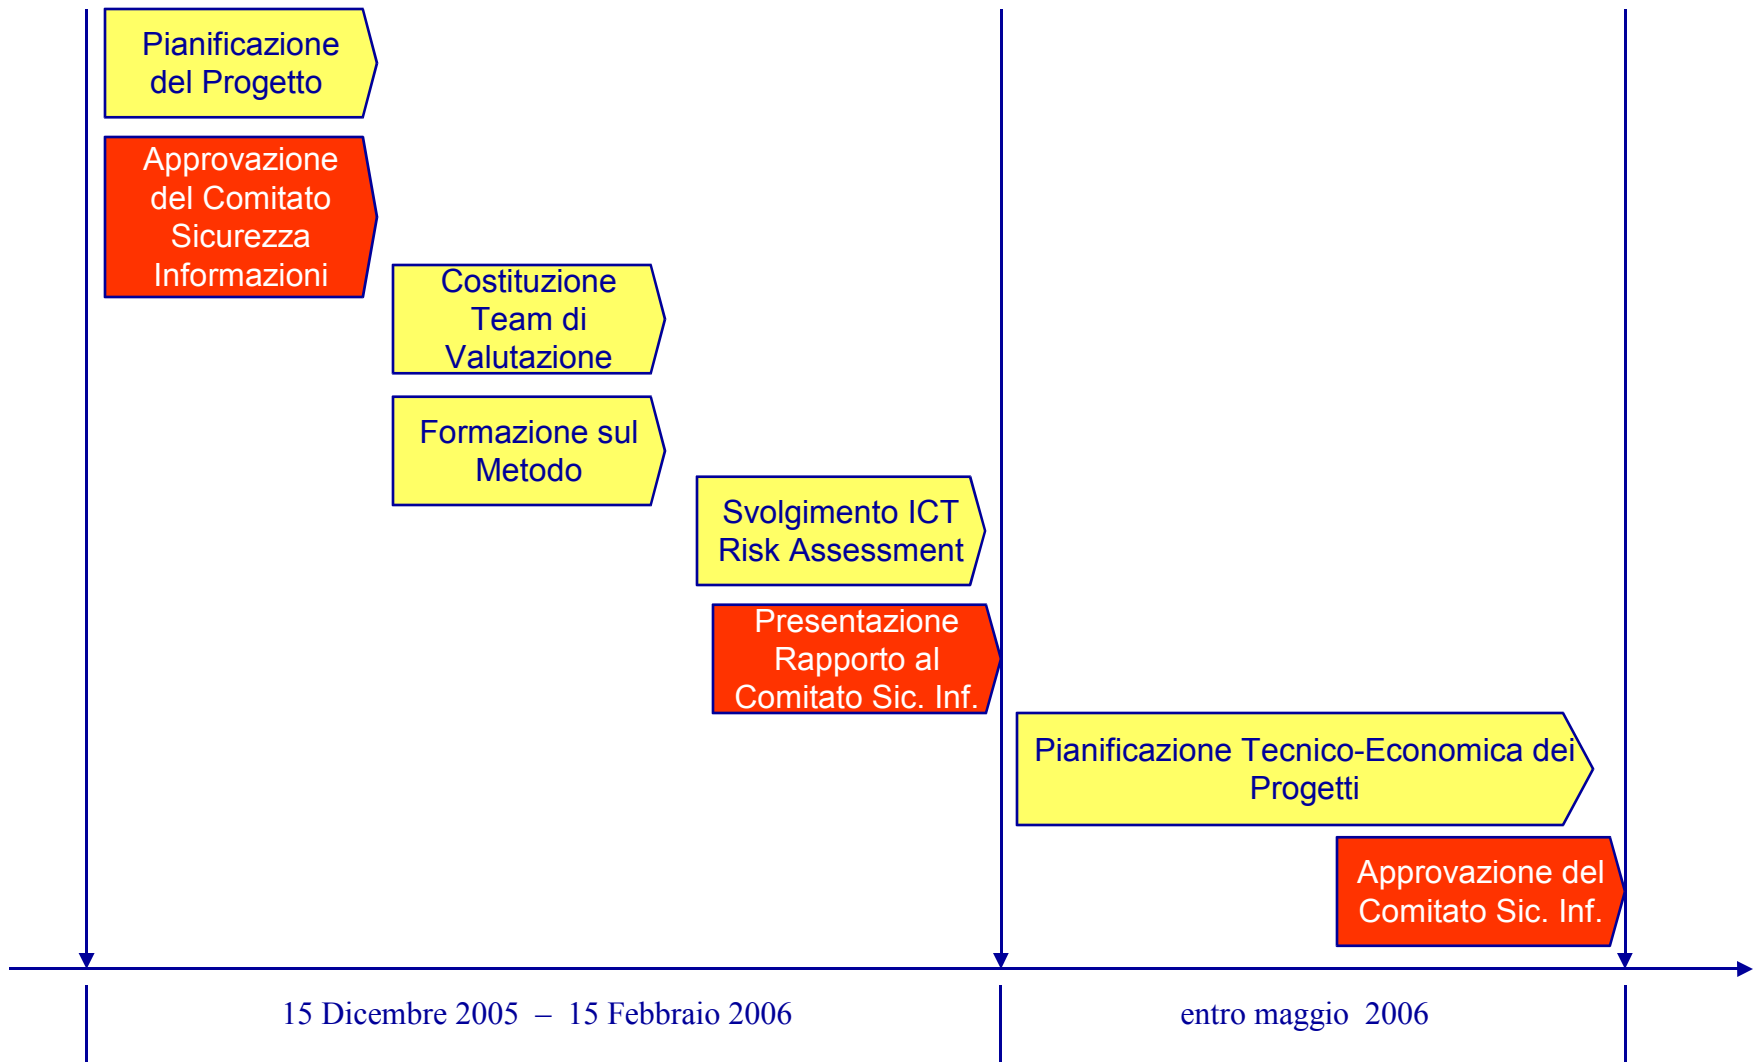 Pianificazione
del Progetto
Approvazione
del Comitato
Sicurezza
Informazioni
Costituzione
Team di
Valutazione
Formazione sul
Metodo
Svolgimento ICT
Risk Assessment
Presentazione
Rapporto al
Comitato Sic. Inf.
Pianificazione Tecnico-Economica dei
Progetti
Approvazione del
Comitato Sic. Inf.
15 Dicembre 2005 – 15 Febbraio 2006
entro maggio 2006